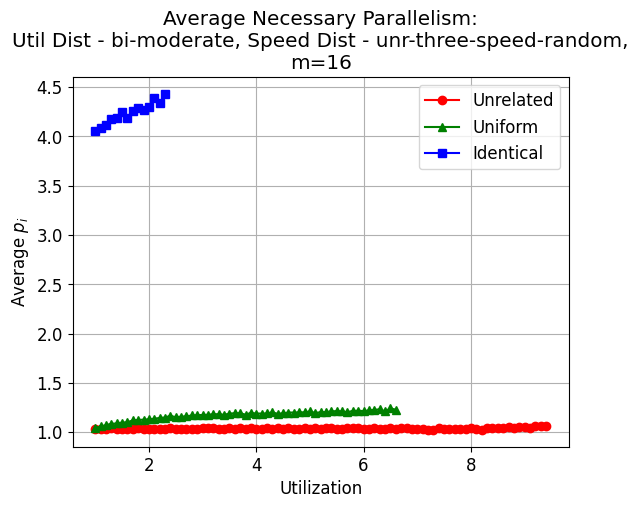 Average Necessary Parallelism:
Util Dist - bi-moderate, Speed Dist - unr-three-speed-random,
m=16
4.5
4.0
3.5
3.0
2.5
2.0
1.5
1.0
Average p_i
Unrelated
Uniform
Identical
2
4
6
8
Utilization